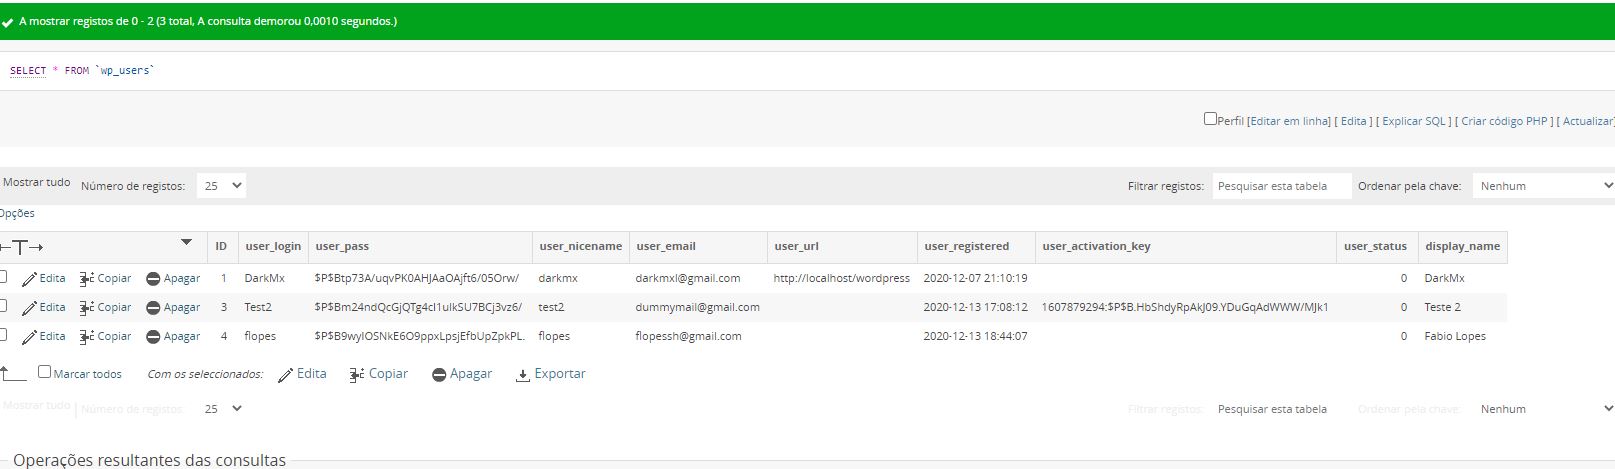 A mostrar registos de 0 - 2 (3 total, A consulta demorou 0,0010 segundos.)
SELECT * FROM `wp_users`
Perfil [Editar em linha] [ Edita ] [ Explicar SQL ] [ Criar código PHP ] [ Actualizar]
Mostrar tudo Número de registos: 25 Filtrar registos: Pesquisar esta tabela Ordenar pela chave: Nenhum
Opções
ID user_login user_pass user_nicename user_email user_url user_registered user_activation_key user_status display_name
Edita Copiar Apagar 1 DarkMx $P$Btp73A/uqvPK0AHJAaOAjft6/05Orw/ darkmx darkmxl@gmail.com http://localhost/wordpress 2020-12-07 21:10:19 0 DarkMx
Edita Copiar Apagar 3 Test2 $P$Bm24ndQcGjQTg4cI1ulkSU7BCj3vz6/ test2 dummymail@gmail.com 2020-12-13 17:08:12 1607879294:$P$B.HbShdyRpAkJ09.YDuGqAdWWW/MJk1 0 Teste 2
Edita Copiar Apagar 4 flopes $P$B9wylOSNkE6O9ppxLpsjEfbUpZpkPL. flopes flopessh@gmail.com 2020-12-13 18:44:07 0 Fabio Lopes
Marcar todos Com os seleccionados: Edita Copiar Apagar Exportar
Mostrar tudo Número de registos: 25 Filtrar registos: Pesquisar esta tabela Ordenar pela chave: Nenhum
Operações resultantes das consultas